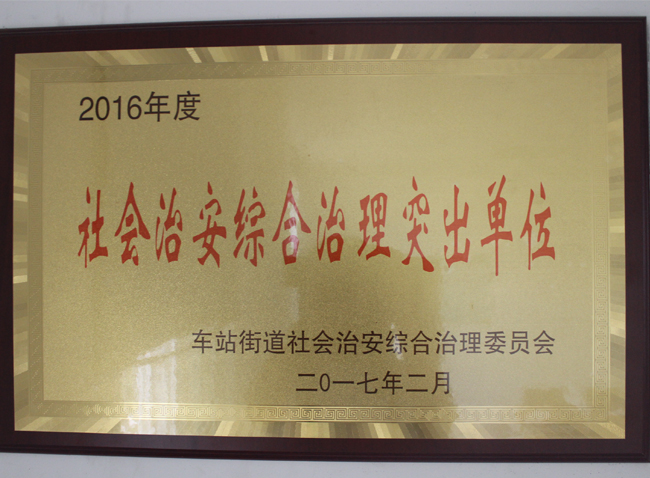 2016年度
社会治安综合治理突出单位
车站街道社会治安综合治理委员会
二0一七年二月